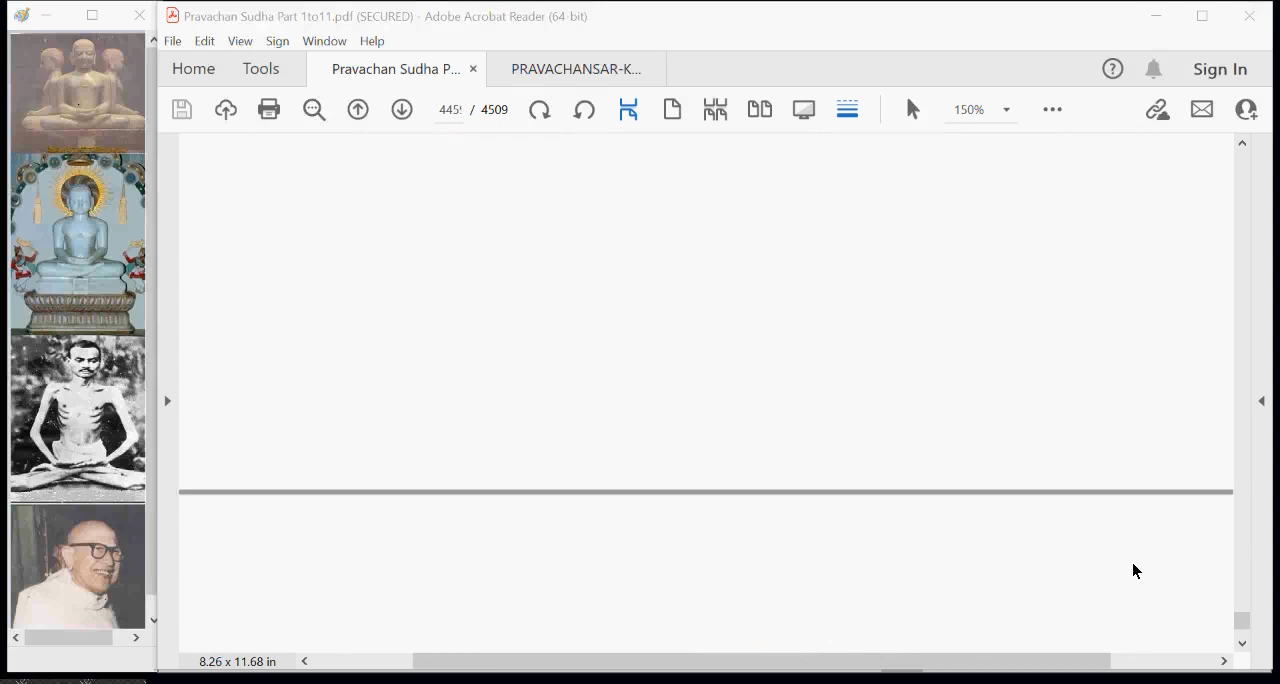 Pravachan Sudha Part 1to11.pdf (SECURED) - Adobe Acrobat Reader (64-bit)
File Edit View Sign Window Help
Home Tools Pravachan Sudha P... × PRAVACHANSAR-K... Sign In
445 / 4509 150%
8.26 x 11.68 in